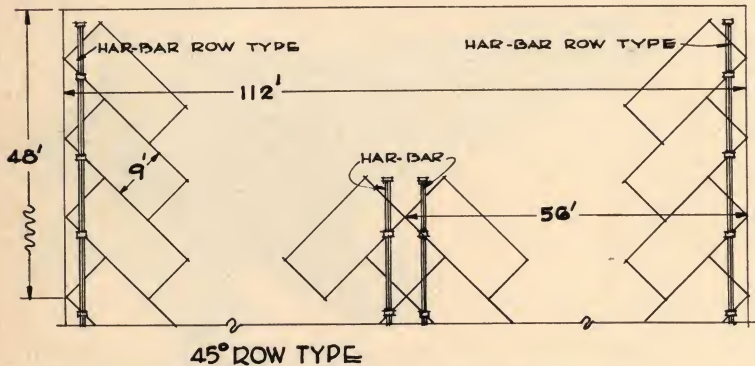 HAR-BAR ROW TYPE
HAR-BAR ROW TYPE
112'
48'
9'
HAR-BAR
56'
45° ROW TYPE